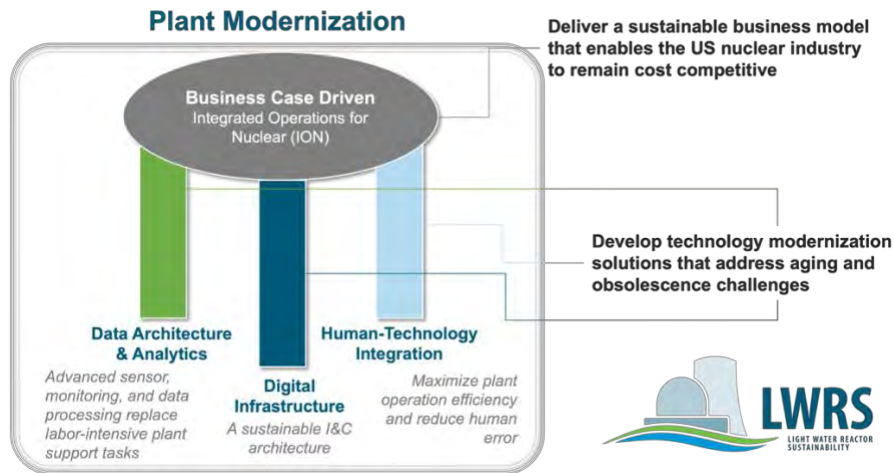 Plant Modernization
Business Case Driven
Integrated Operations for
Nuclear (ION)
Deliver a sustainable business model
that enables the US nuclear industry
to remain cost competitive
Develop technology modernization
solutions that address aging and
obsolescence challenges
Data Architecture
& Analytics
Advanced sensor,
monitoring, and data
processing replace
labor-intensive plant
support tasks
Digital
Infrastructure
A sustainable I&C
architecture
Human-Technology
Integration
Maximize plant
operation efficiency
and reduce human
error
LWRS
LIGHT WATER REACTOR
SUSTAINABILITY